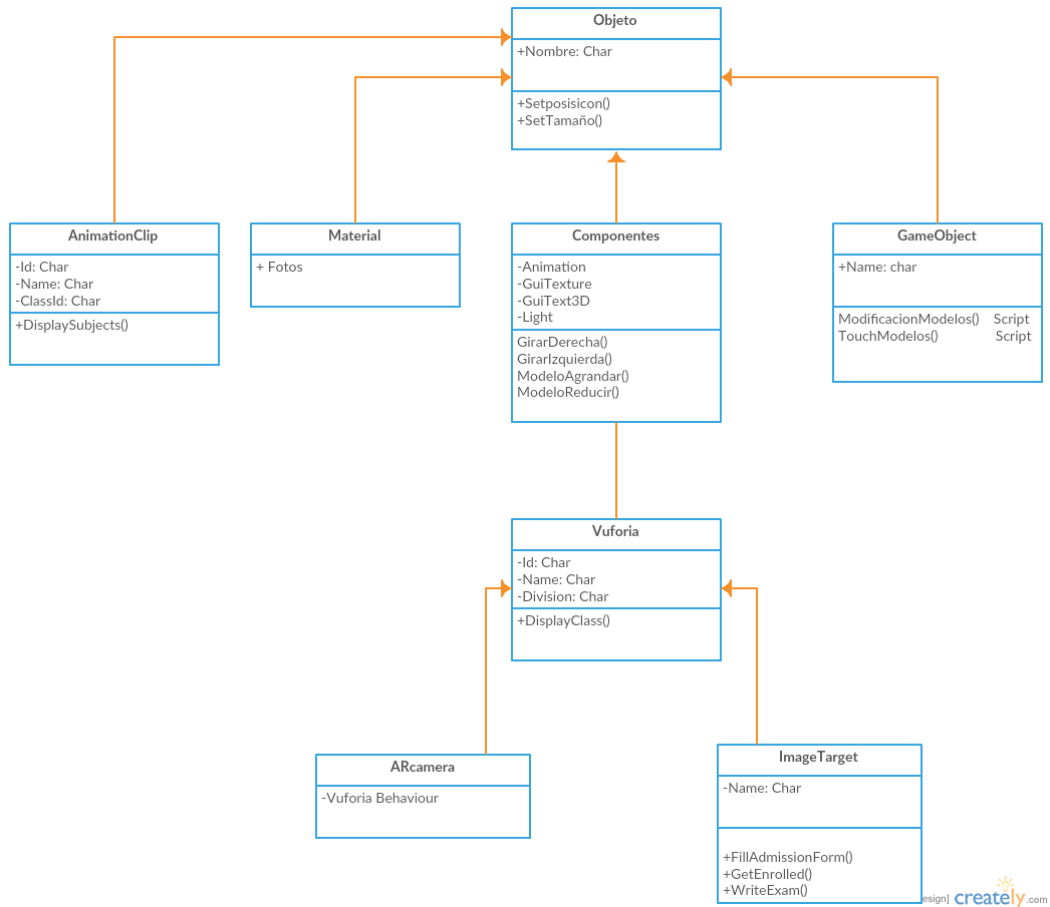 Objeto
+Nombre: Char
+Setposisicon()
+SetTamaño()
AnimationClip
-Id: Char
-Name: Char
-ClassId: Char
+DisplaySubjects()
Material
+ Fotos
Componentes
-Animation
-GuiTexture
-GuiText3D
-Light
GirarDerecha()
GirarIzquierda()
ModeloAgrandar()
ModeloReducir()
GameObject
+Name: char
ModificacionModelos() Script
TouchModelos() Script
Vuforia
-Id: Char
-Name: Char
-Division: Char
+DisplayClass()
ARcamera
-Vuforia Behaviour
ImageTarget
-Name: Char
+FillAdmissionForm()
+GetEnrolled()
+WriteExam()
esign] creately.com